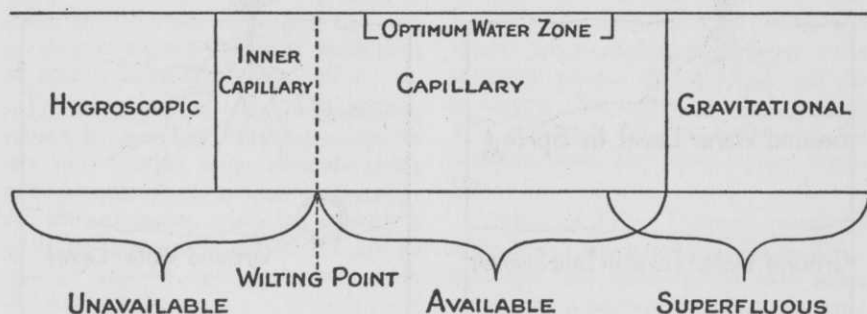 OPTIMUM WATER ZONE
INNER
CAPILLARY
HYGROSCOPIC
CAPILLARY
GRAVITATIONAL
WILTING POINT
UNAVAILABLE
AVAILABLE
SUPERFLUOUS